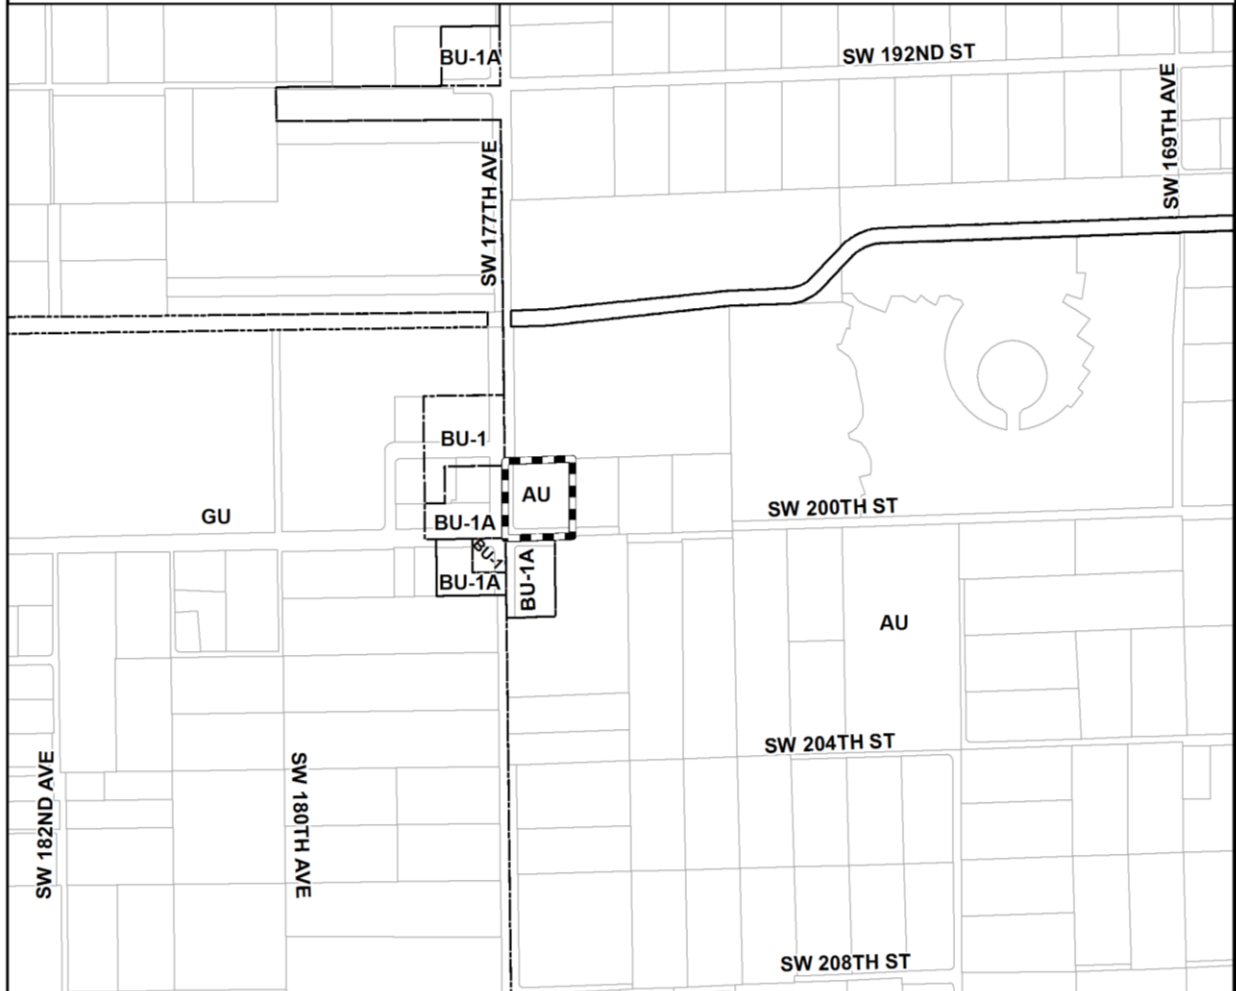 BU-1A
SW 192ND ST
SW 169TH AVE
SW 177TH AVE
BU-1
AU
GU
BU-1A
SW 200TH ST
BU-1
BU-1A
BU-1A
AU
SW 204TH ST
SW 182ND AVE
SW 180TH AVE
SW 208TH ST